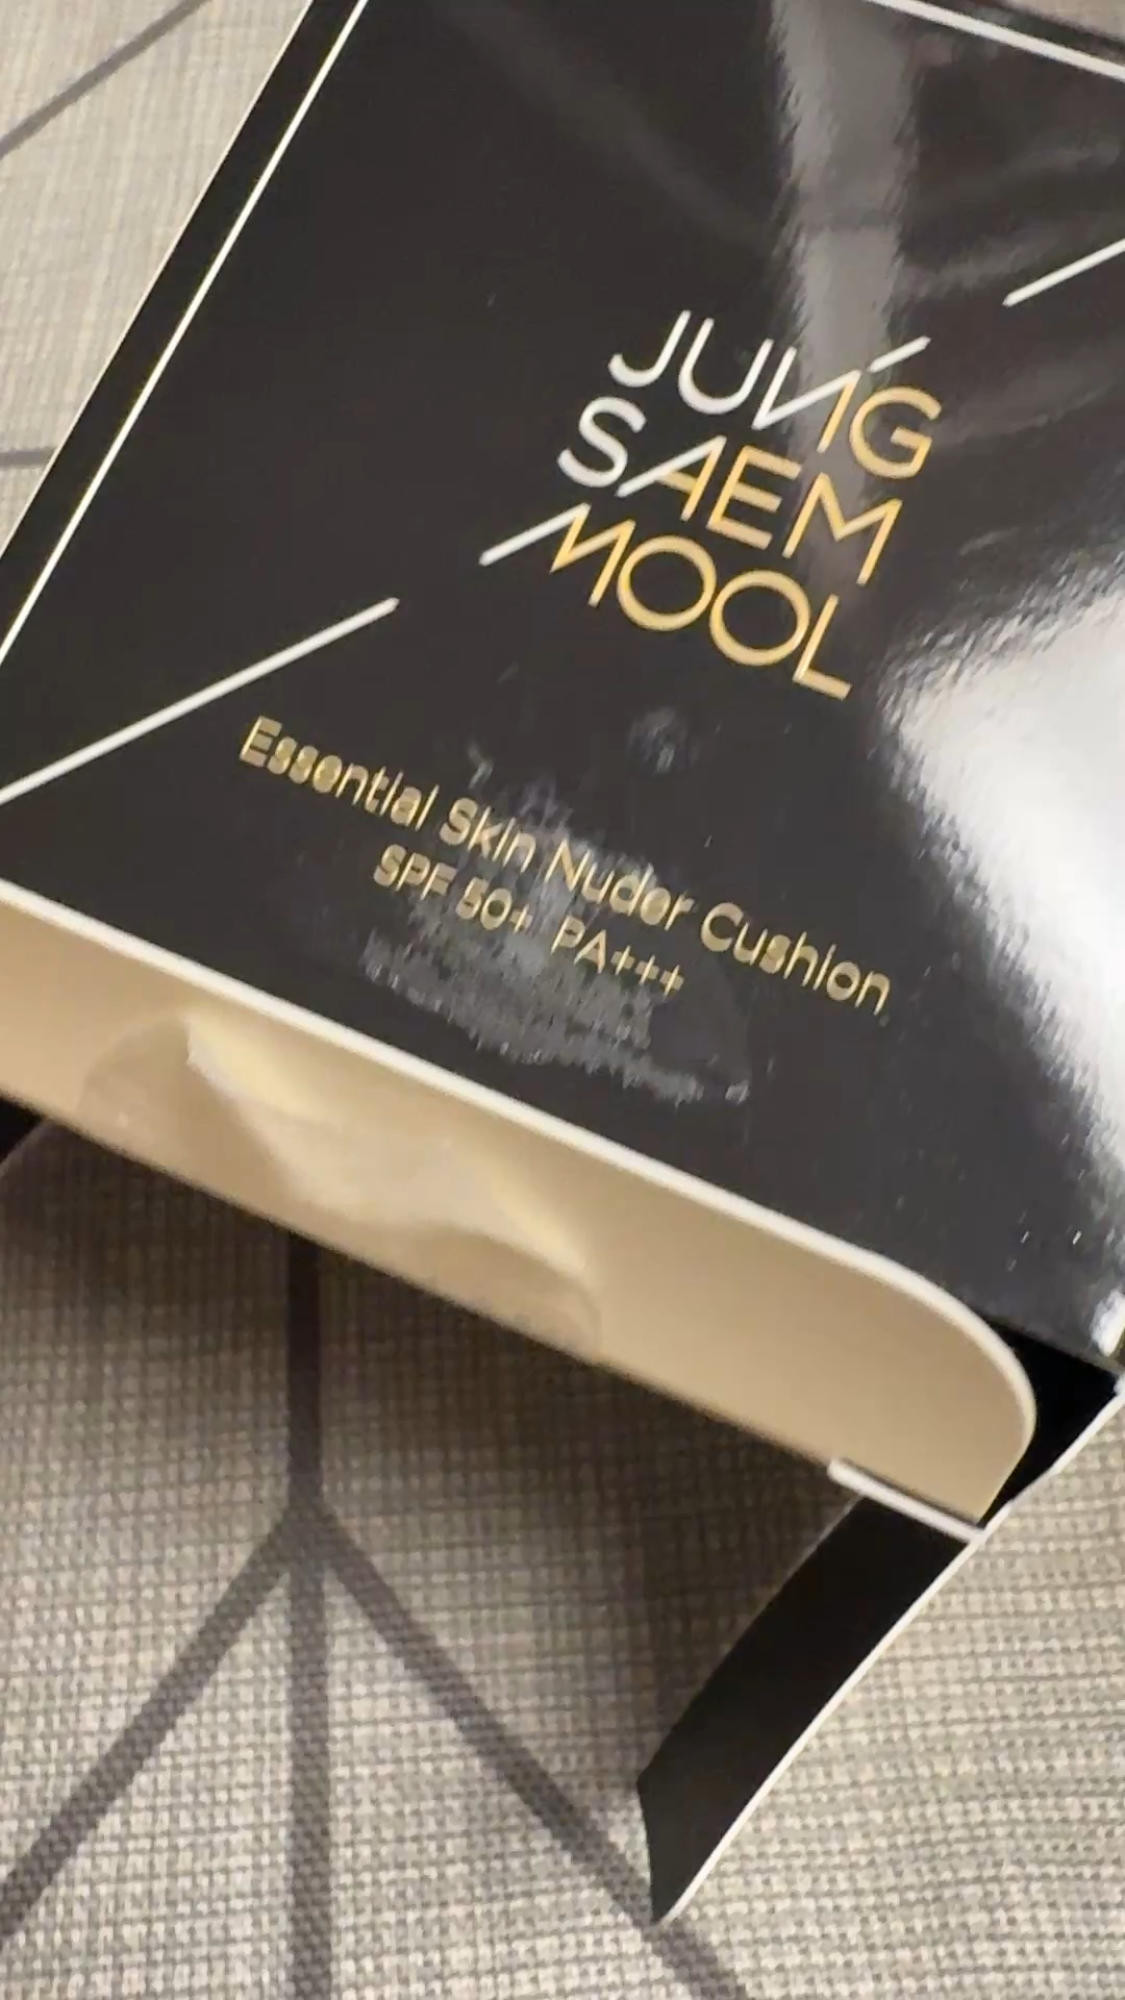 JUNG
SAEM
MOOL
Essential Skin Nuder Cushion
SPF 50+ PA+++